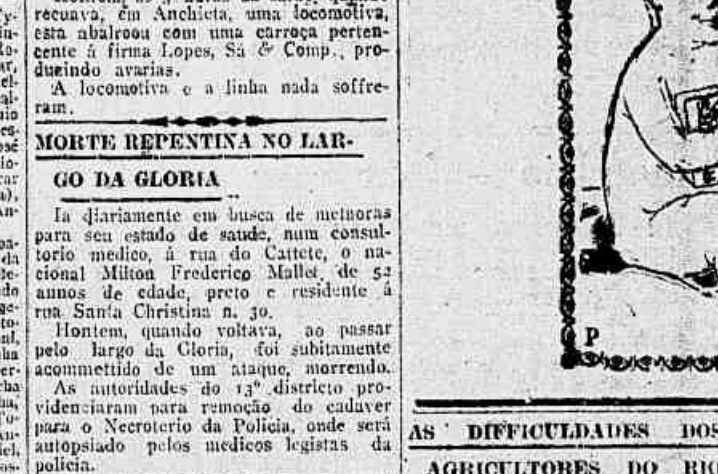 recuava, em Anchieta, uma locomotiva,
esta abalroou com uma carroça perten-
cente á firma Lopes, Sá & Comp., pro-
duzindo avarias.
A locomotiva e a linha nada soffre-
ram.
MORTE REPENTINA NO LAR-
GO DA GLORIA
Ia diariamente em busca de melhoras
para seu estado de saude, num consul-
torio medico, á rua do Cattete, o na-
cional Milton Frederico Mallet, de 52
annos de edade, preto e residente á
rua Santa Christina n. 30.
Hontem, quando voltava, ao passar
pelo largo da Gloria, foi subitamente
acommettido de um ataque, morrendo.
As autoridades do 13º districto pro-
videnciaram para remoção do cadaver
para o Necroterio da Policia, onde será
autopsiado pelos medicos legistas da
policia.
P
AS DIFFICULDADES DOS
AGRICULTORES DO RIO